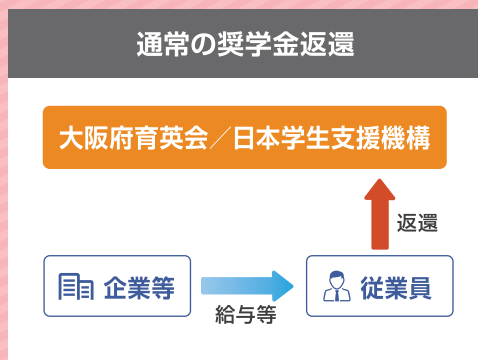 通常の奨学金返還
大阪府育英会／日本学生支援機構
返還
企業等
従業員
給与等